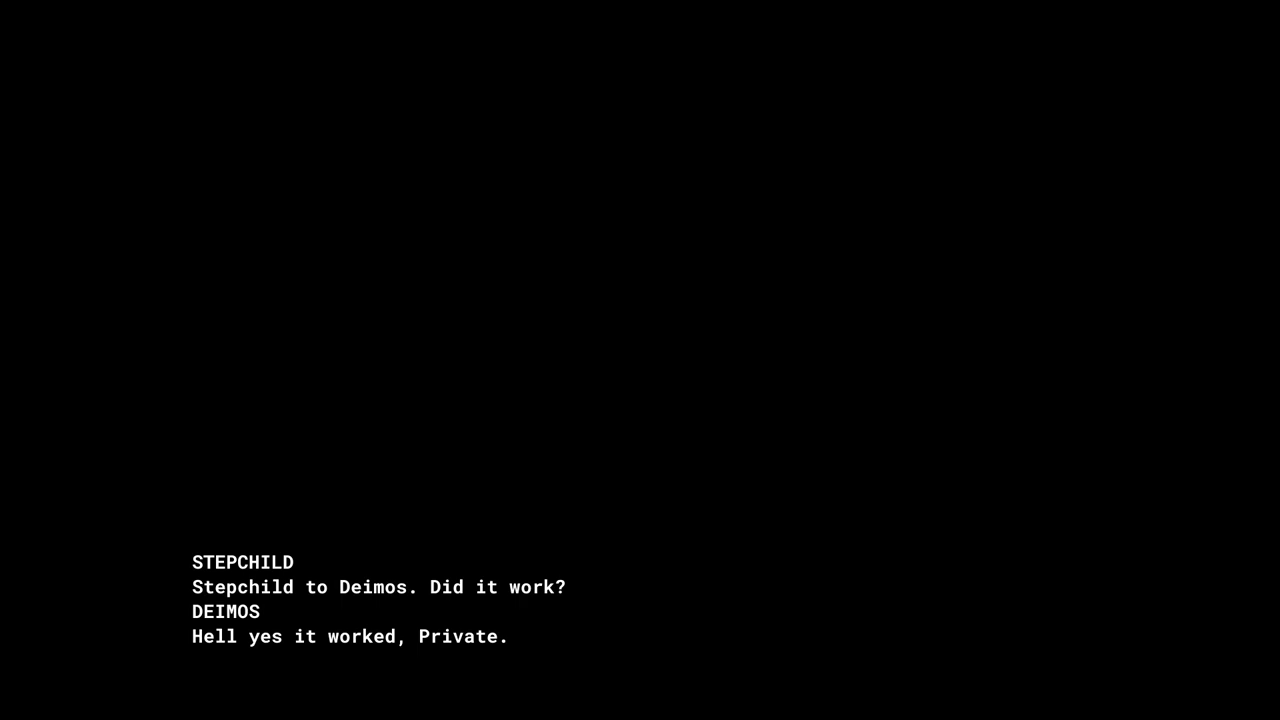 STEPCHILD
Stepchild to Deimos. Did it work?
DEIMOS
Hell yes it worked, Private.